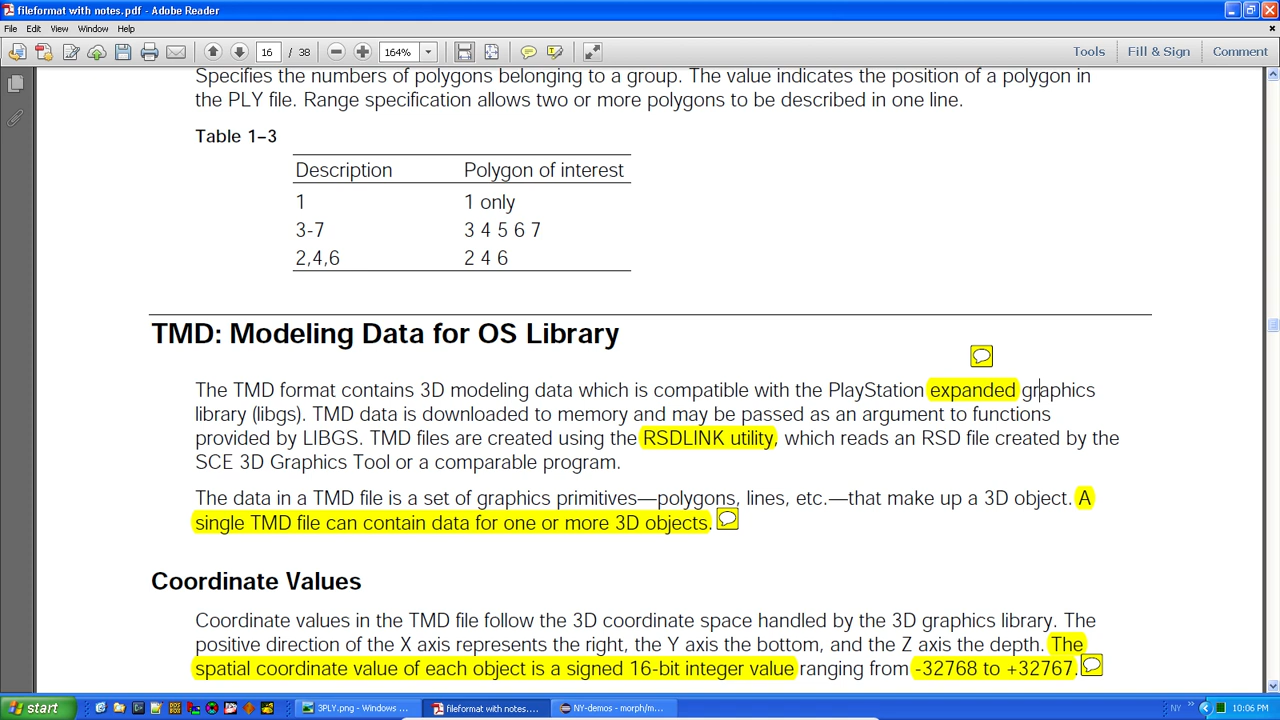 fileformat with notes.pdf - Adobe Reader
File Edit View Window Help
16 / 38 164% Tools Fill & Sign Comment
Specifies the numbers of polygons belonging to a group. The value indicates the position of a polygon in
the PLY file. Range specification allows two or more polygons to be described in one line.
Table 1–3
Description Polygon of interest
1 1 only
3-7 3 4 5 6 7
2,4,6 2 4 6
TMD: Modeling Data for OS Library
The TMD format contains 3D modeling data which is compatible with the PlayStation expanded graphics
library (libgs). TMD data is downloaded to memory and may be passed as an argument to functions
provided by LIBGS. TMD files are created using the RSDLINK utility, which reads an RSD file created by the
SCE 3D Graphics Tool or a comparable program.
The data in a TMD file is a set of graphics primitives—polygons, lines, etc.—that make up a 3D object. A
single TMD file can contain data for one or more 3D objects.
Coordinate Values
Coordinate values in the TMD file follow the 3D coordinate space handled by the 3D graphics library. The
positive direction of the X axis represents the right, the Y axis the bottom, and the Z axis the depth. The
spatial coordinate value of each object is a signed 16-bit integer value ranging from -32768 to +32767.
start 3PLY.png - Windows ... fileformat with notes.... NY-demos - morph/m... NY 10:06 PM